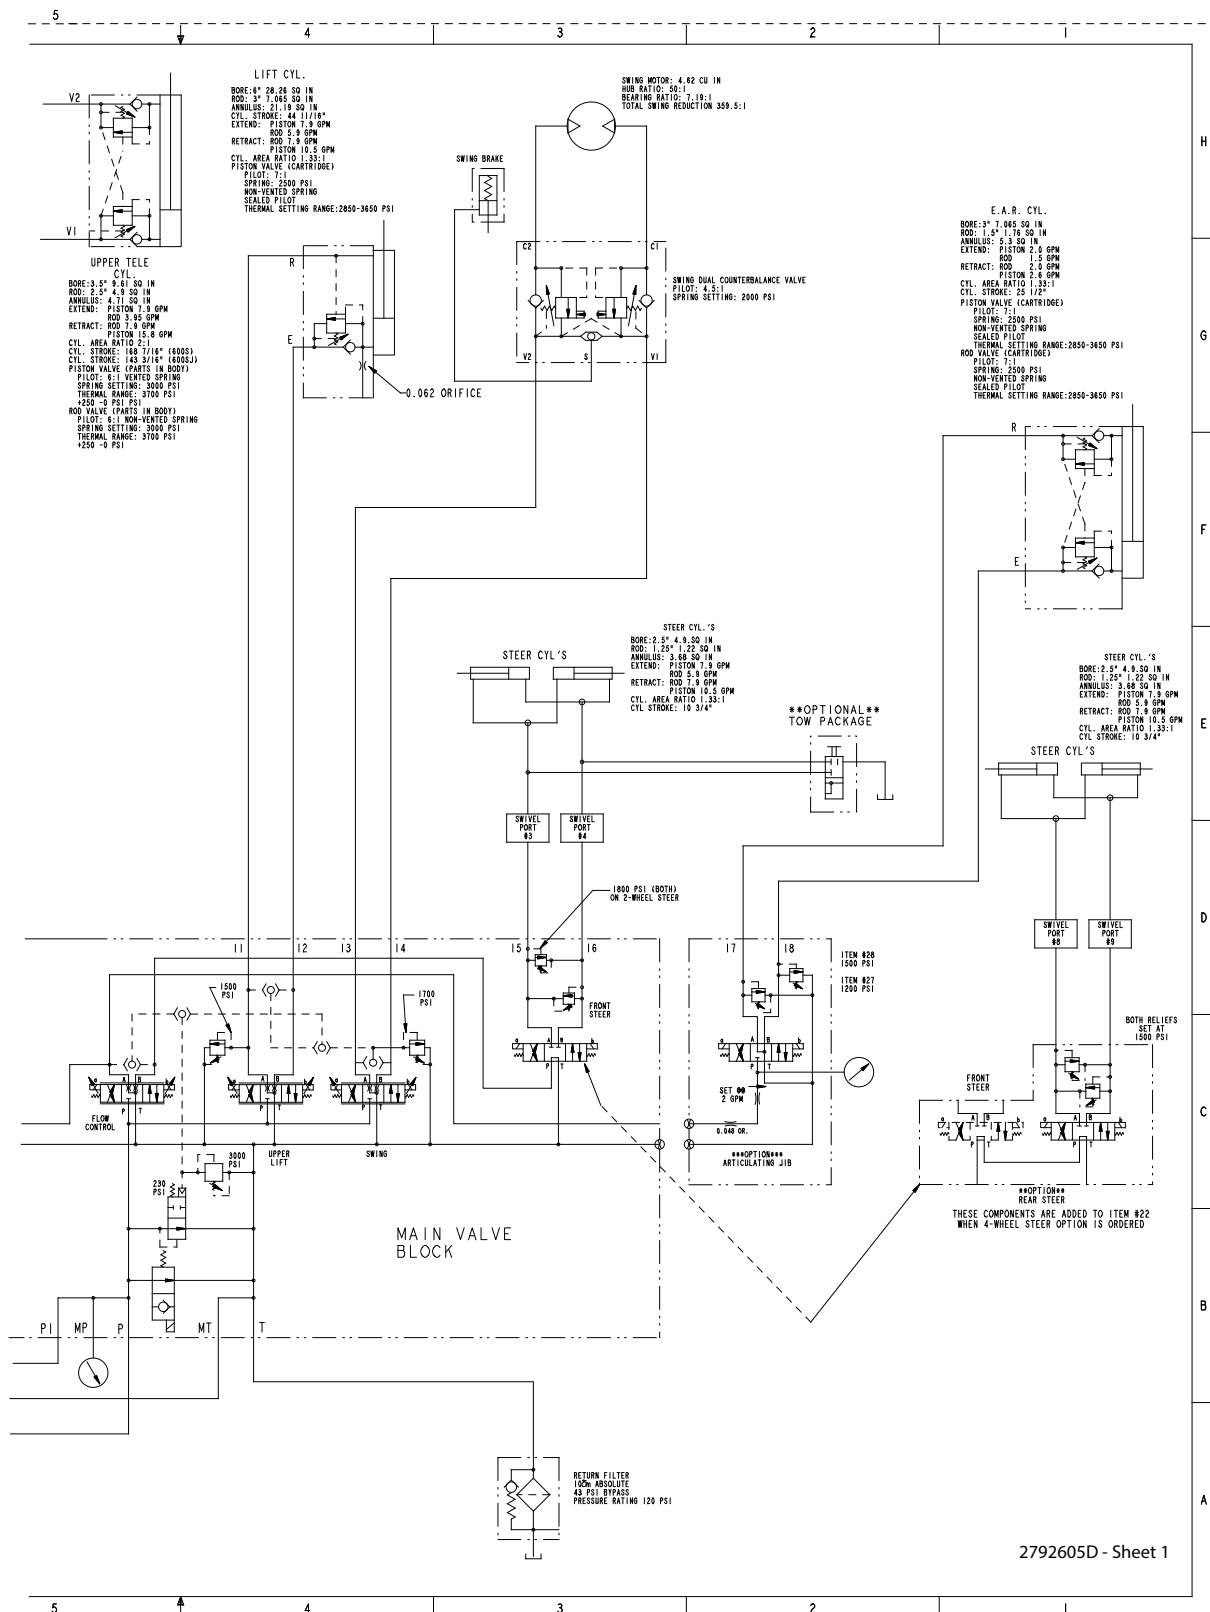 5
4
3
2
1
LIFT CYL.
BORE:6" 28.26 SQ IN
ROD: 3" 7.065 SQ IN
ANNULUS: 21.19 SQ IN
CYL. STROKE: 44 11/16"
EXTEND: PISTON 7.9 GPM
ROD 5.9 GPM
RETRACT: ROD 7.9 GPM
PISTON 10.5 GPM
CYL. AREA RATIO 1.33:1
PISTON VALVE (CARTRIDGE)
PILOT: 7:1
SPRING: 2500 PSI
NON-VENTED SPRING
SEALED PILOT
THERMAL SETTING RANGE:2850-3650 PSI
SWING MOTOR: 4.62 CU IN
HUB RATIO: 50:1
BEARING RATIO: 7.19:1
TOTAL SWING REDUCTION 359.5:1
V2
V1
H
SWING BRAKE
UPPER TELE
CYL.
BORE:3.5" 9.61 SQ IN
ROD: 2.5" 4.9 SQ IN
ANNULUS: 4.71 SQ IN
EXTEND: PISTON 7.9 GPM
ROD 3.95 GPM
RETRACT: ROD 7.9 GPM
PISTON 15.8 GPM
CYL. AREA RATIO 2:1
CYL. STROKE: 168 7/16" (600S)
CYL. STROKE: 143 3/16" (600SJ)
PISTON VALVE (PARTS IN BODY)
PILOT: 6:1 VENTED SPRING
SPRING SETTING: 3000 PSI
THERMAL RANGE: 3700 PSI
+250 -0 PSI PSI
ROD VALVE (PARTS IN BODY)
PILOT: 6:1 NON-VENTED SPRING
SPRING SETTING: 3000 PSI
THERMAL RANGE: 3700 PSI
+250 -0 PSI
R
E
0.062 ORIFICE
C2
C1
V2
S
V1
SWING DUAL COUNTERBALANCE VALVE
PILOT: 4.5:1
SPRING SETTING: 2000 PSI
E.A.R. CYL.
BORE:3" 7.065 SQ IN
ROD: 1.5" 1.76 SQ IN
ANNULUS: 5.3 SQ IN
EXTEND: PISTON 2.0 GPM
ROD 1.5 GPM
RETRACT: ROD 2.0 GPM
PISTON 2.6 GPM
CYL. AREA RATIO 1.33:1
CYL. STROKE: 25 1/2"
PISTON VALVE (CARTRIDGE)
PILOT: 7:1
SPRING: 2500 PSI
NON-VENTED SPRING
SEALED PILOT
THERMAL SETTING RANGE:2850-3650 PSI
ROD VALVE (CARTRIDGE)
PILOT: 7:1
SPRING: 2500 PSI
NON-VENTED SPRING
SEALED PILOT
THERMAL SETTING RANGE:2850-3650 PSI
G
R
E
F
STEER CYL'S
STEER CYL.'S
BORE:2.5" 4.9.SQ IN
ROD: 1.25" 1.22 SQ IN
ANNULUS: 3.68 SQ IN
EXTEND: PISTON 7.9 GPM
ROD 5.9 GPM
RETRACT: ROD 7.9 GPM
PISTON 10.5 GPM
CYL. AREA RATIO 1.33:1
CYL STROKE: 10 3/4"
**OPTIONAL**
TOW PACKAGE
STEER CYL.'S
BORE:2.5" 4.9.SQ IN
ROD: 1.25" 1.22 SQ IN
ANNULUS: 3.68 SQ IN
EXTEND: PISTON 7.9 GPM
ROD 5.9 GPM
RETRACT: ROD 7.9 GPM
PISTON 10.5 GPM
CYL. AREA RATIO 1.33:1
CYL STROKE: 10 3/4"
STEER CYL'S
E
SWIVEL
PORT
#3
SWIVEL
PORT
#4
1800 PSI (BOTH)
ON 2-WHEEL STEER
SWIVEL
PORT
#8
SWIVEL
PORT
#9
D
11
12
13
14
15
16
17
18
ITEM #28
1500 PSI
ITEM #27
1200 PSI
1500
PSI
1700
PSI
FRONT
STEER
BOTH RELIEFS
SET AT
1500 PSI
a
A
B
b
P
T
FLOW
CONTROL
a
A
B
b
P
T
UPPER
LIFT
a
A
B
b
P
T
SWING
a
A
B
b
P
T
a
A
B
b
P
T
SET @@
2 GPM
0.048 OR.
***OPTION***
ARTICULATING JIB
FRONT
STEER
a
A
B
b
P
T
a
A
B
b
P
T
**OPTION**
REAR STEER
THESE COMPONENTS ARE ADDED TO ITEM #22
WHEN 4-WHEEL STEER OPTION IS ORDERED
C
3000
PSI
230
PSI
MAIN VALVE
BLOCK
PI
MP
P
MT
T
B
RETURN FILTER
ABSOLUTE
43 PSI BYPASS
PRESSURE RATING 120 PSI
A
2792605D - Sheet 1
5
4
3
2
1